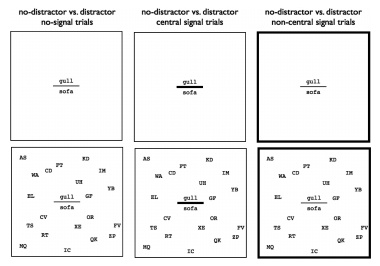 no-distractor vs. distractor
no-signal trials
no-distractor vs. distractor
central signal trials
no-distractor vs. distractor
non-central signal trials
gull
sofa
gull
sofa
gull
sofa
AS KD
PT
WA CD IM
UH
YB
EL gull GF
sofa
CV OR
TS XE FV
RT EP
QK
MQ IC
AS KD
PT
WA CD IM
UH
YB
EL gull GF
sofa
CV OR
TS XE FV
RT EP
QK
MQ IC
AS KD
PT
WA CD IM
UH
YB
EL gull GF
sofa
CV OR
TS XE FV
RT EP
QK
MQ IC